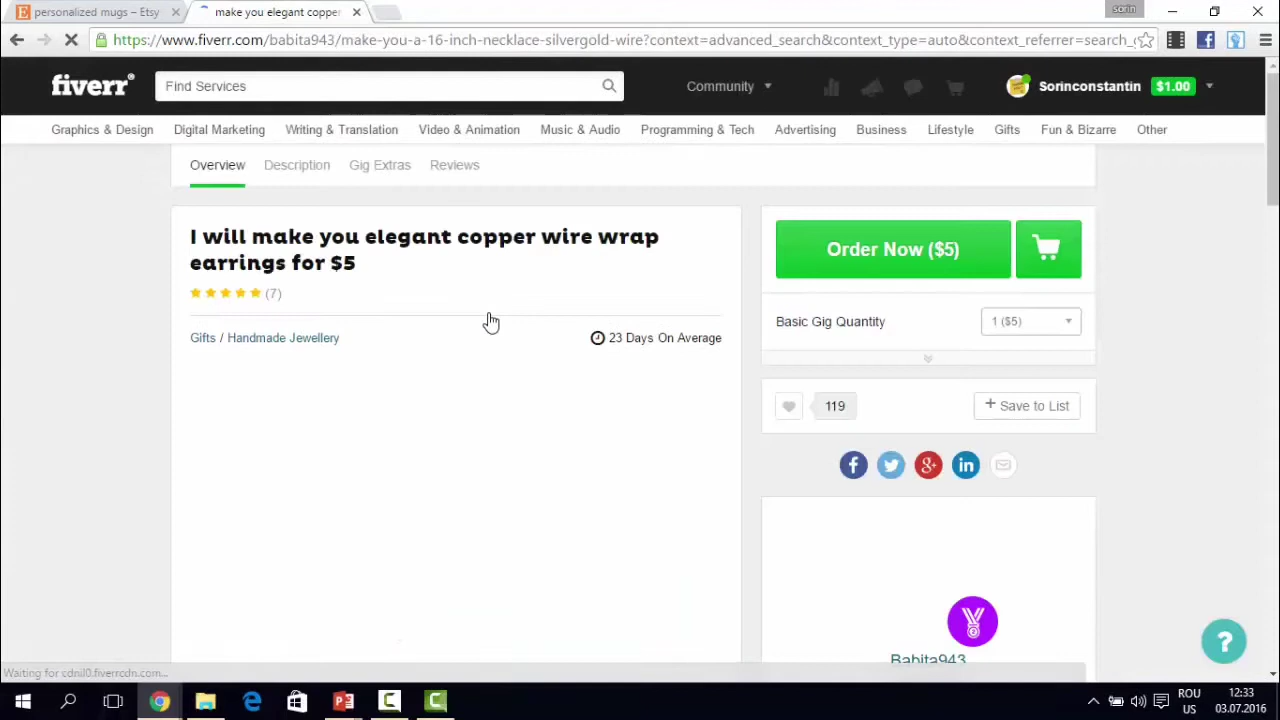 personalized mugs – Etsy
make you elegant copper
sorin
https://www.fiverr.com/babita943/make-you-a-16-inch-necklace-silvergold-wire?context=advanced_search&context_type=auto&context_referrer=search_
fiverr®
Find Services
Community
Sorinconstantin
$1.00
Graphics & Design
Digital Marketing
Writing & Translation
Video & Animation
Music & Audio
Programming & Tech
Advertising
Business
Lifestyle
Gifts
Fun & Bizarre
Other
Overview
Description
Gig Extras
Reviews
I will make you elegant copper wire wrap
earrings for $5
(7)
Gifts / Handmade Jewellery
23 Days On Average
Order Now ($5)
Basic Gig Quantity
1 ($5)
119
+ Save to List
Babita943
?
Waiting for cdnil0.fiverrcdn.com...
ROU
US
12:33
03.07.2016